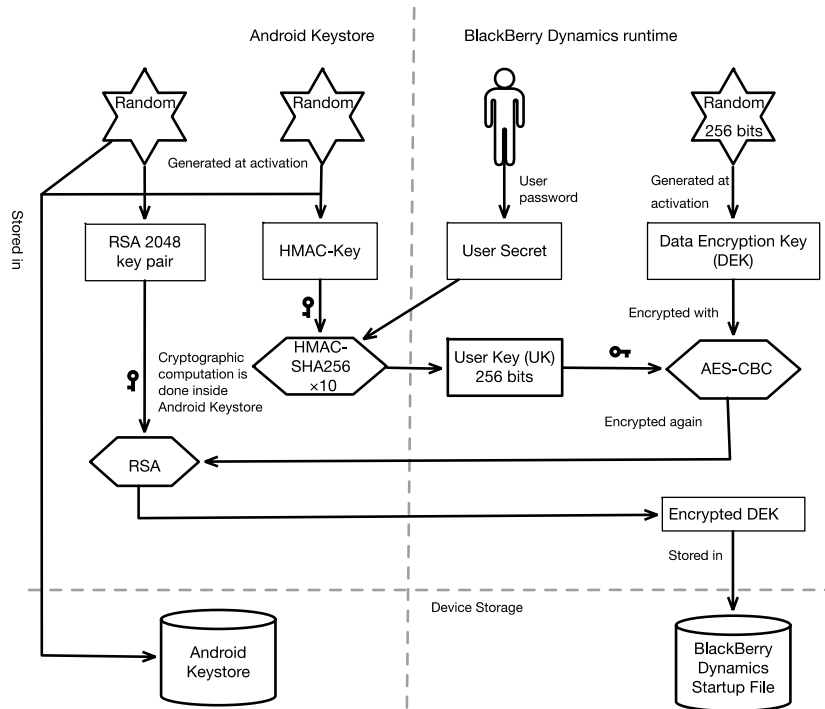 Android Keystore
BlackBerry Dynamics runtime
Random
Random
Random
256 bits
Generated at activation
User
password
Generated at
activation
Stored in
RSA 2048
key pair
HMAC-Key
User Secret
Data Encryption Key
(DEK)
Encrypted with
HMAC-
SHA256
×10
Cryptographic
computation is
done inside
Android Keystore
User Key (UK)
256 bits
AES-CBC
Encrypted again
RSA
Encrypted DEK
Stored in
Device Storage
Android
Keystore
BlackBerry
Dynamics
Startup File